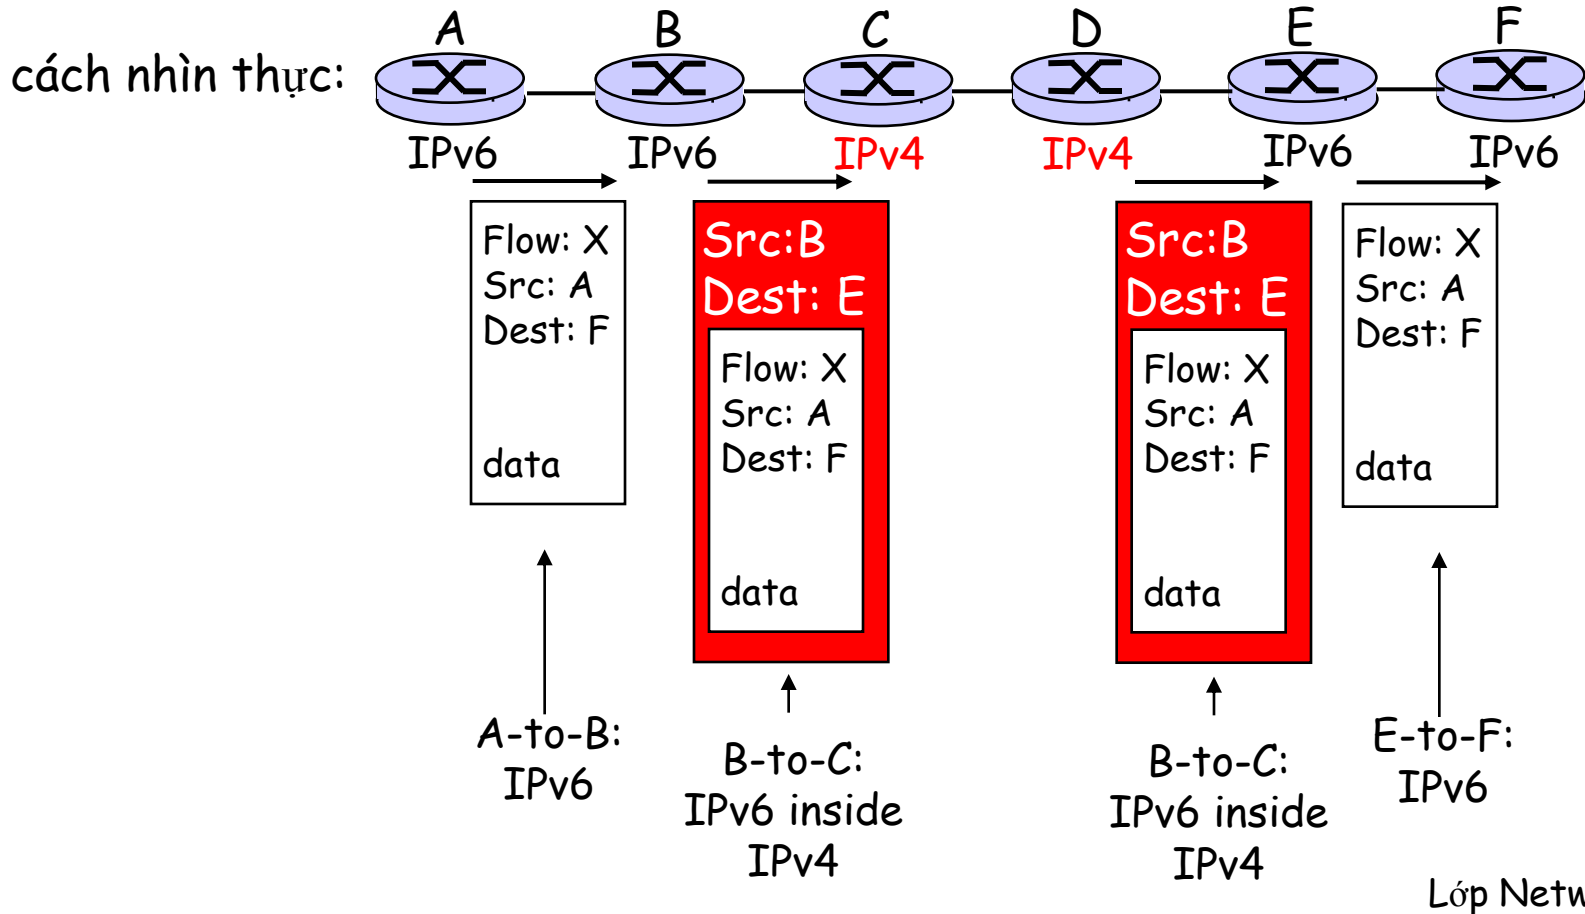 A B C D E F
cách nhìn thực:
IPv6 IPv6 IPv4 IPv4 IPv6 IPv6
Flow: X
Src: A
Dest: F
data
Src:B
Dest: E
Flow: X
Src: A
Dest: F
data
Src:B
Dest: E
Flow: X
Src: A
Dest: F
data
Flow: X
Src: A
Dest: F
data
A-to-B:
IPv6
B-to-C:
IPv6 inside
IPv4
B-to-C:
IPv6 inside
IPv4
E-to-F:
IPv6
Lớp Netw